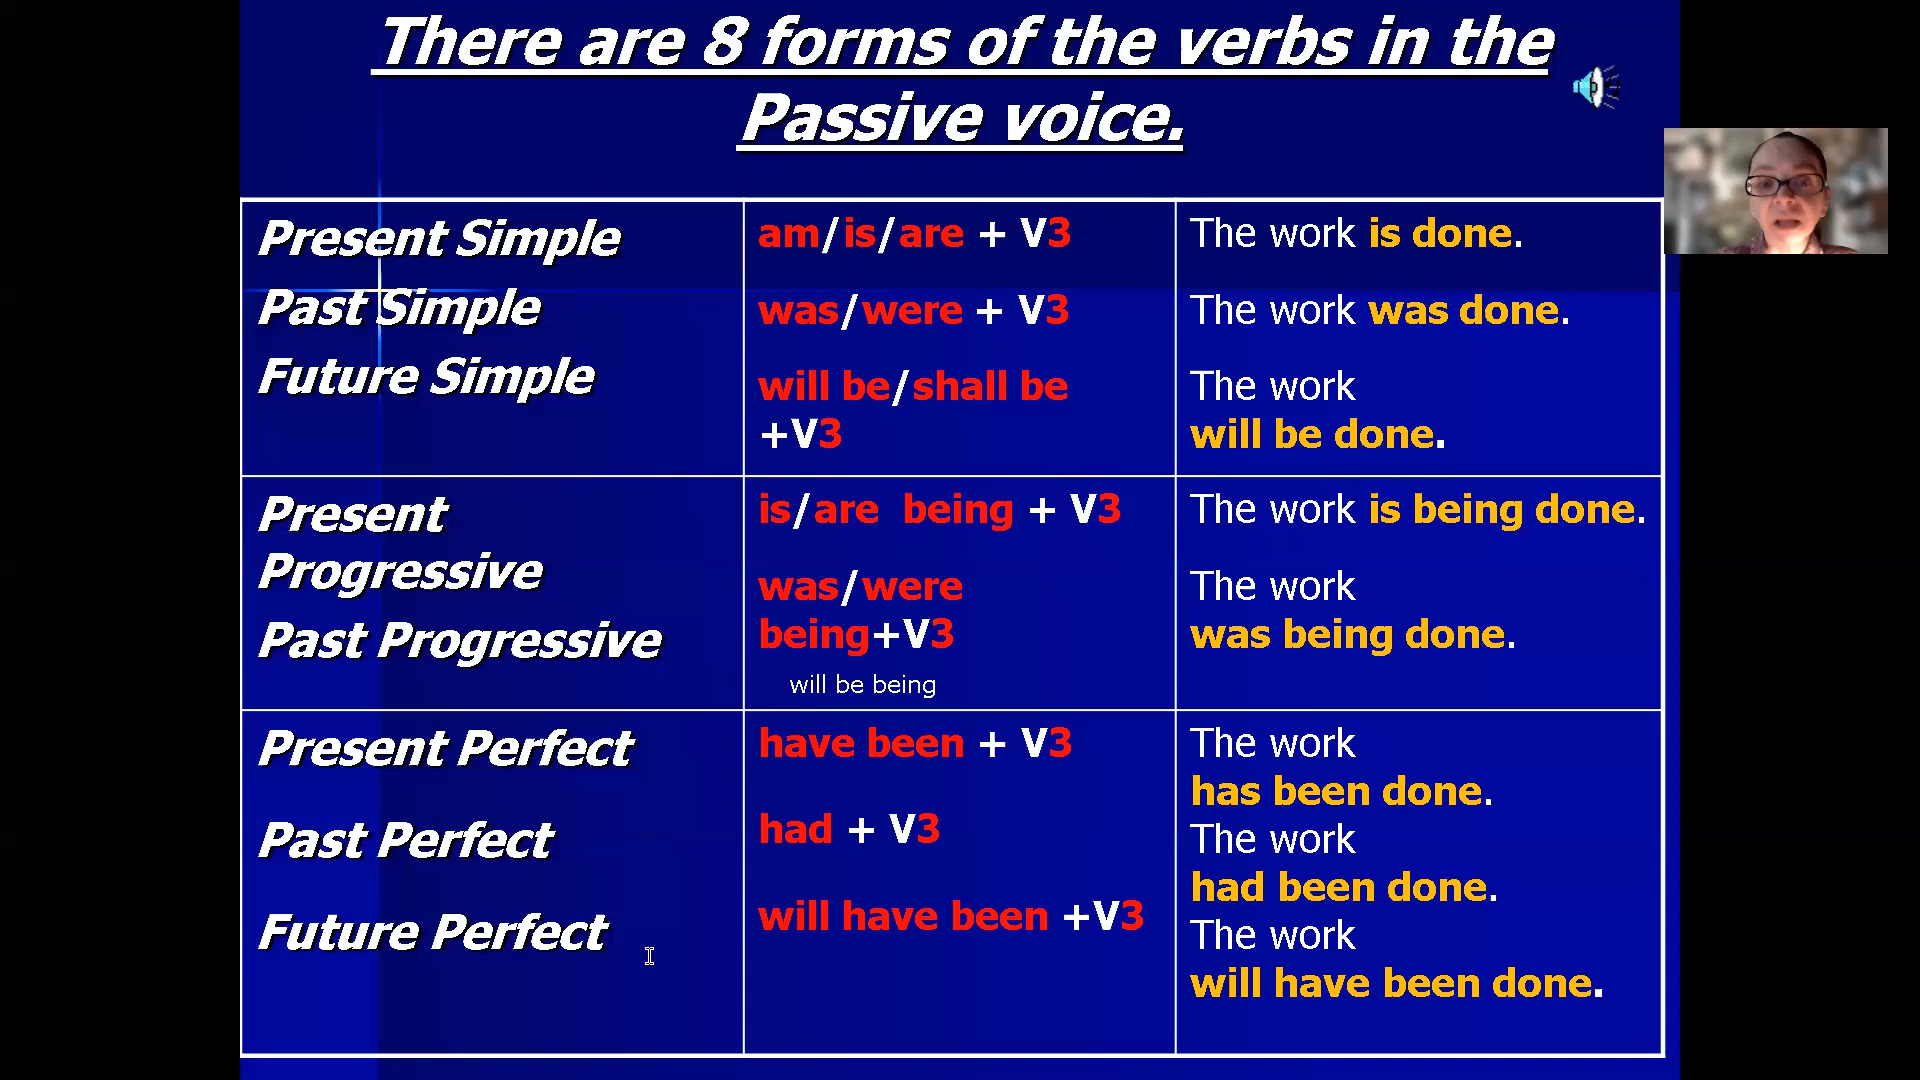 There are 8 forms of the verbs in the
Passive voice.
Present Simple
Past Simple
Future Simple
am/is/are + V3
was/were + V3
will be/shall be
+V3
The work is done.
The work was done.
The work
will be done.
Present
Progressive
Past Progressive
is/are being + V3
was/were
being+V3
will be being
The work is being done.
The work
was being done.
Present Perfect
Past Perfect
Future Perfect
have been + V3
had + V3
will have been +V3
The work
has been done.
The work
had been done.
The work
will have been done.